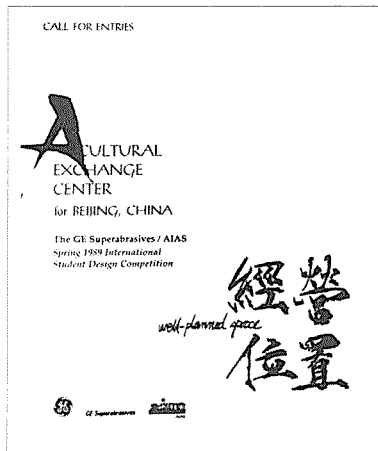 CALL FOR ENTRIES
A CULTURAL
EXCHANGE
CENTER
for BEIJING, CHINA
The GE Superabrasives / AIAS
Spring 1989 International
Student Design Competition
經營
well-planned space
位置
GE Superabrasives